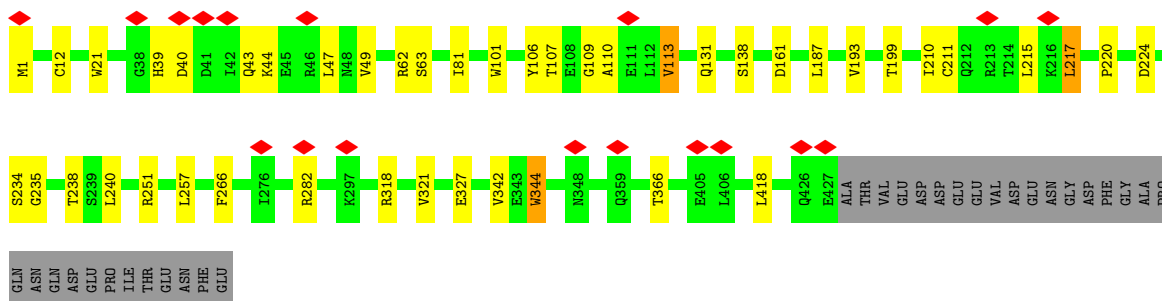 M1 C12 W21 G38 H39 D40 D41 I42 Q43 K44 E45 R46 L47 N48 V49 R62 S63 I81 W101 Y106 T107 E108 G109 A110 E111 L112 V113 Q131 S138 D161 L187 V193 T199 I210 C211 Q212 R213 T214 L215 K216 L217 P220 D224
S234 G235 T238 S239 L240 R251 L257 F266 I276 R282 K297 R318 V321 E327 V342 E343 W344 N348 Q359 T366 E405 L406 L418 Q426 E427 ALA THR VAL GLU ASP ASP GLU GLU VAL ASP GLU ASN GLY ASP PHE GLY ALA PRO
GLN ASN GLN ASP GLU PRO ILE THR GLU ASN PHE GLU